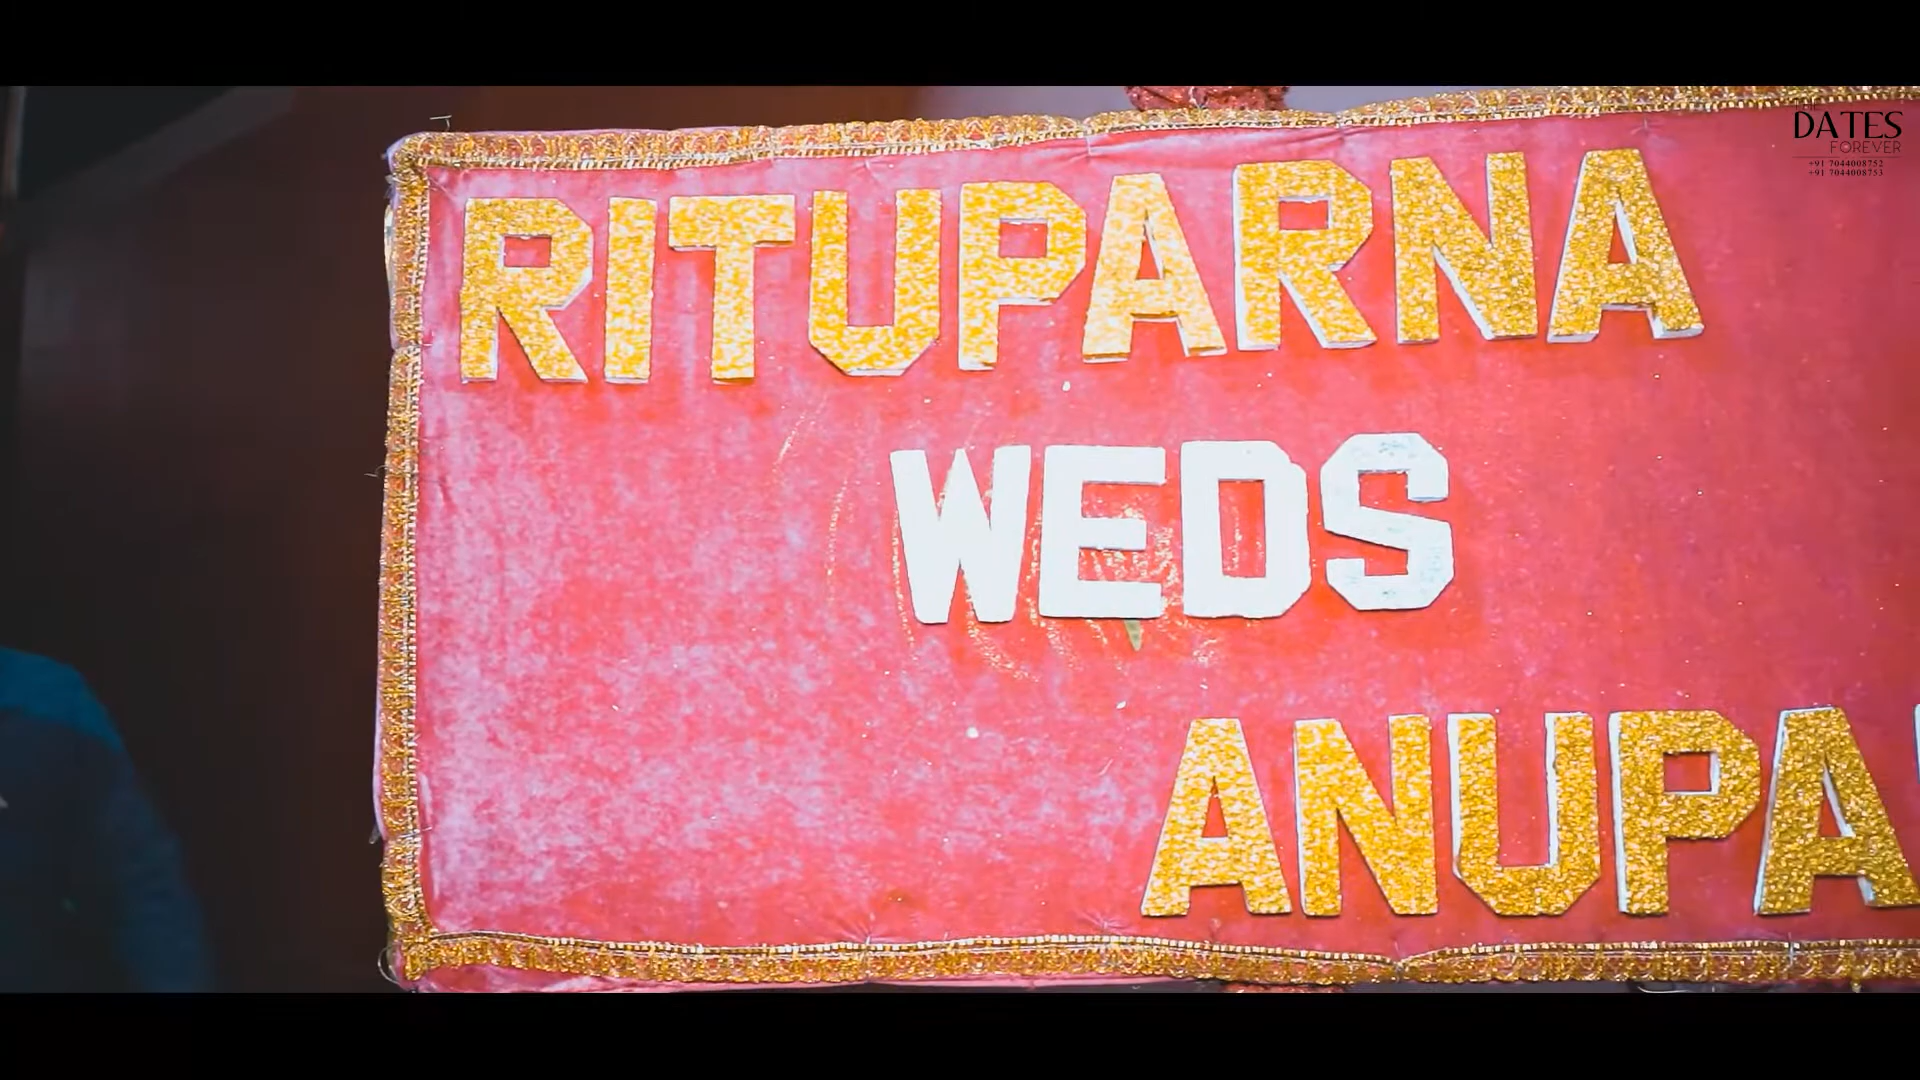 RITUPARNA
WEDS
ANUPA
THE
DATES
FOREVER
+91 7044008752
+91 7044008753